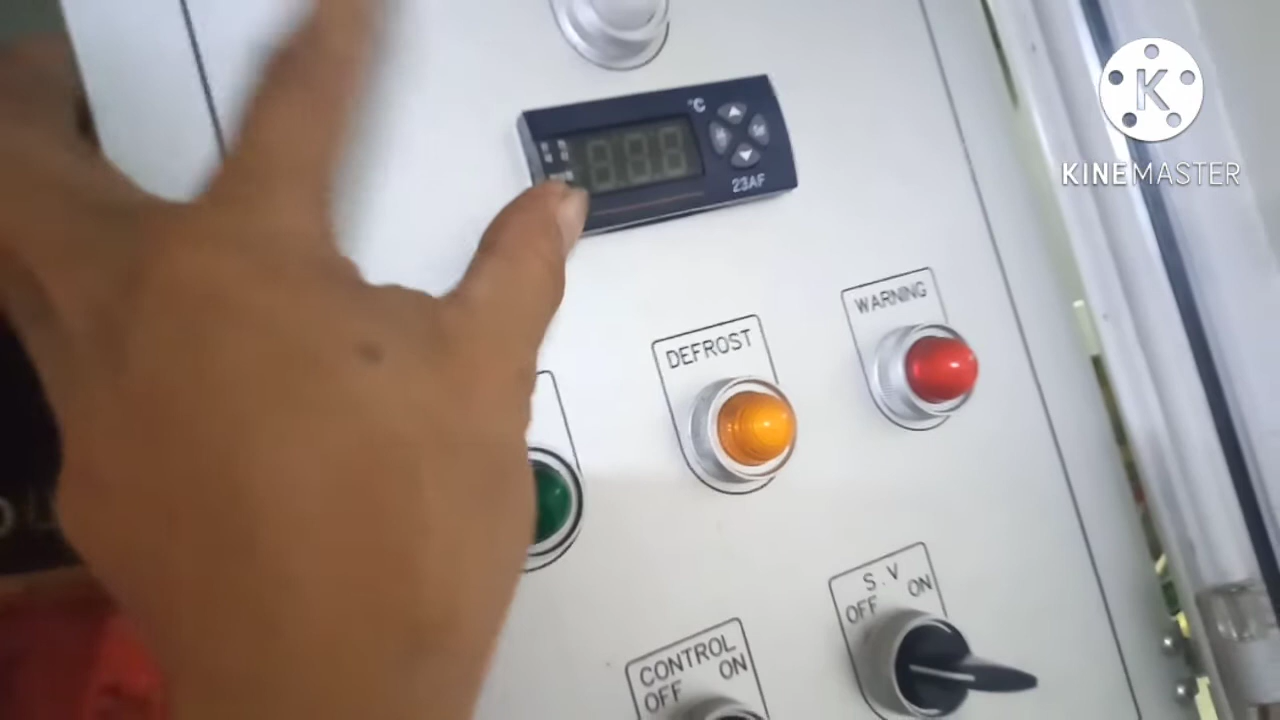 °C
23AF
K
KINEMASTER
WARNING
DEFROST
S.V
OFF ON
CONTROL
OFF ON